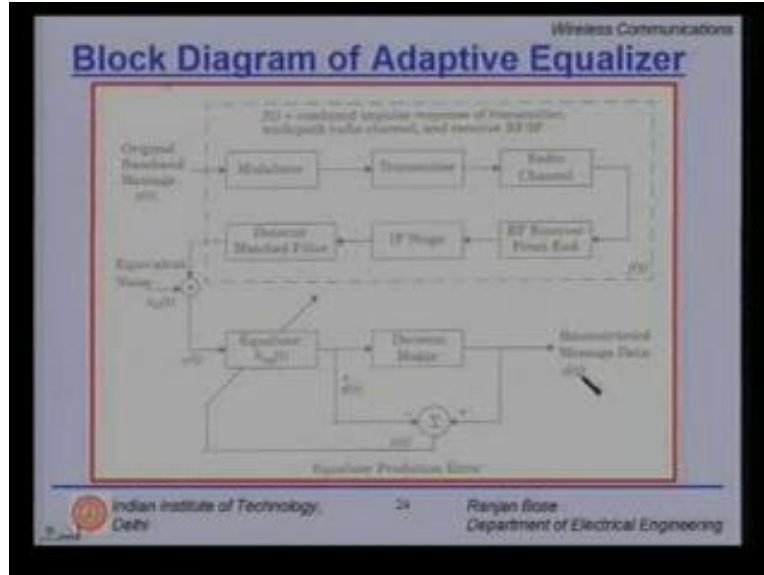 Wireless Communications
Block Diagram of Adaptive Equalizer
f(t) = combined impulse response of transmitter,
multipath radio channel, and receiver RF/IF
Original
Baseband
Message
x(t)
Modulator
Transmitter
Radio
Channel
Detector
Matched Filter
IF Stage
RF Receiver
Front End
f(t)
Equivalent
Noise
Equalizer
Decision
Maker
Reconstructed
Message Data
Σ
Equalizer Prediction Error
Indian Institute of Technology,
Delhi
24
Ranjan Bose
Department of Electrical Engineering